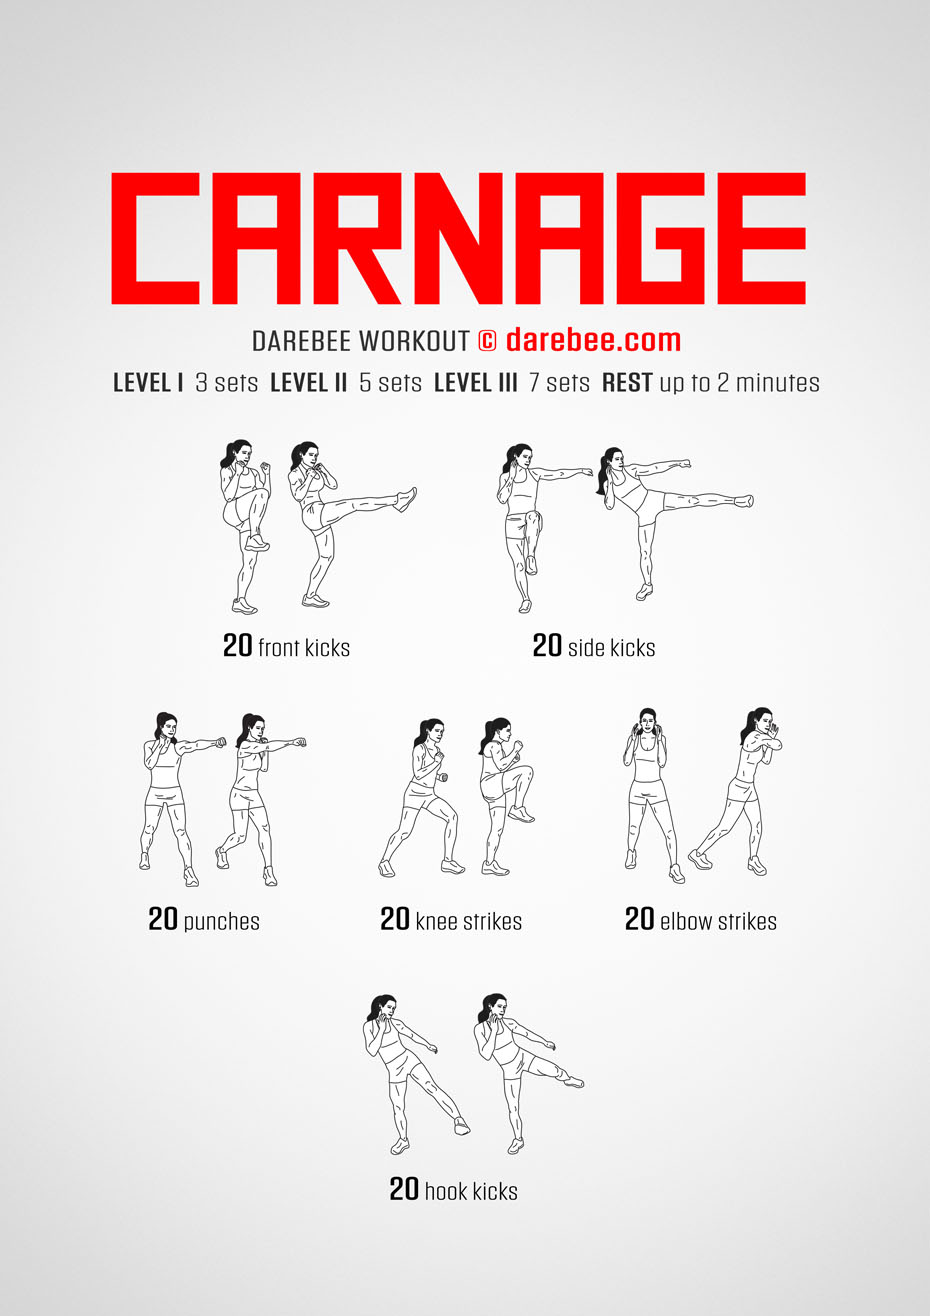 CARNAGE
DAREBEE WORKOUT © darebee.com
LEVEL I 3 sets LEVEL II 5 sets LEVEL III 7 sets REST up to 2 minutes
20 front kicks
20 side kicks
20 punches
20 knee strikes
20 elbow strikes
20 hook kicks